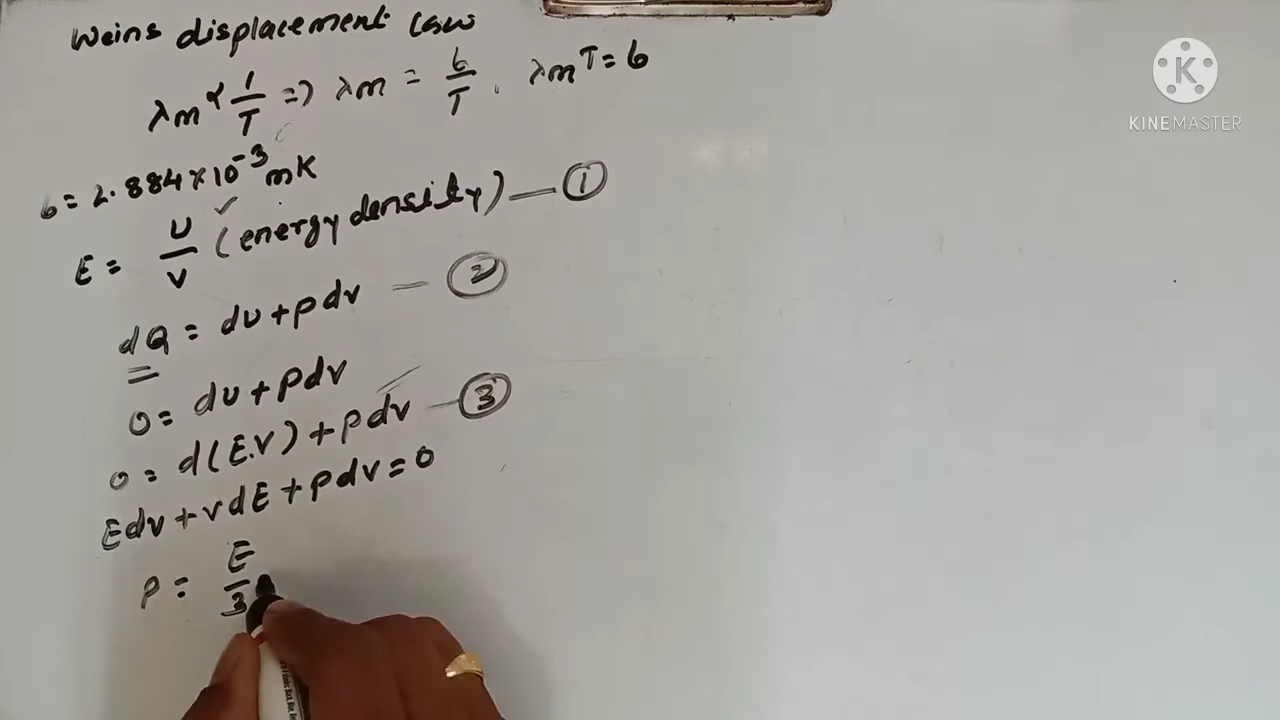 Weins displacement law
λm α 1/T => λm = b/T , λmT = b
b = 2.884 × 10^-3 mK
E = U/V (energy density) — ①
dQ = du + pdv — ②
0 = du + pdv
0 = d(E.V) + pdv — ③
Edv + vdE + pdv = 0
P = E/3
K
KINEMASTER